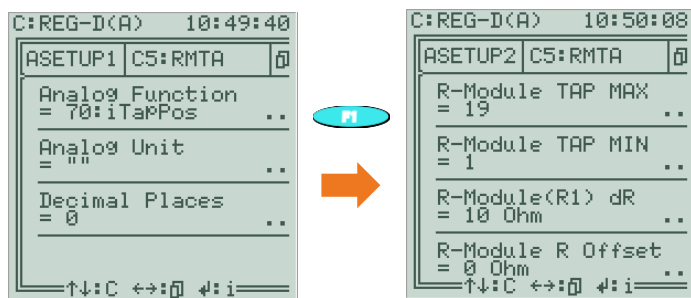 C:REG-D(A) 10:49:40
ASETUP1 C5:RMTA
Analog Function
= 70:iTapPos ..
Analog Unit
= "" ..
Decimal Places
= 0 ..
↑↓:C ↔: ↲:i
F1
C:REG-D(A) 10:50:08
ASETUP2 C5:RMTA
R-Module TAP MAX
= 19 ..
R-Module TAP MIN
= 1 ..
R-Module(R1) dR
= 10 Ohm ..
R-Module R Offset
= 0 Ohm ..
↑↓:C ↔: ↲:i